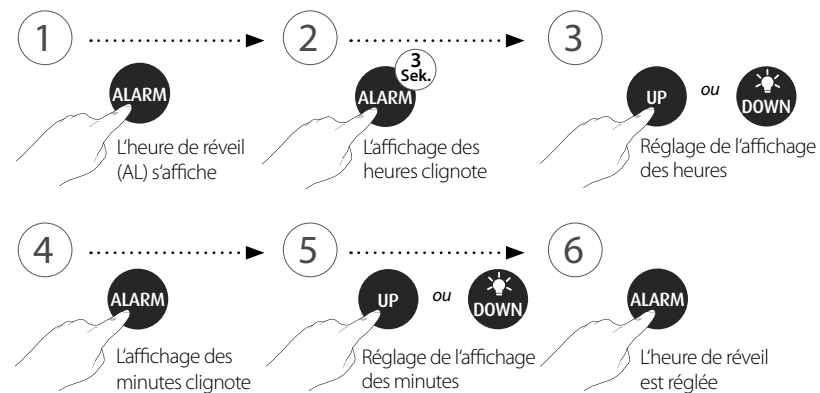 1
2
3
ALARM
3
Sek.
ALARM
UP
ou
DOWN
L'heure de réveil
(AL) s'affiche
L'affichage des
heures clignote
Réglage de l'affichage
des heures
4
5
6
ALARM
UP
ou
DOWN
ALARM
L'affichage des
minutes clignote
Réglage de l'affichage
des minutes
L'heure de réveil
est réglée